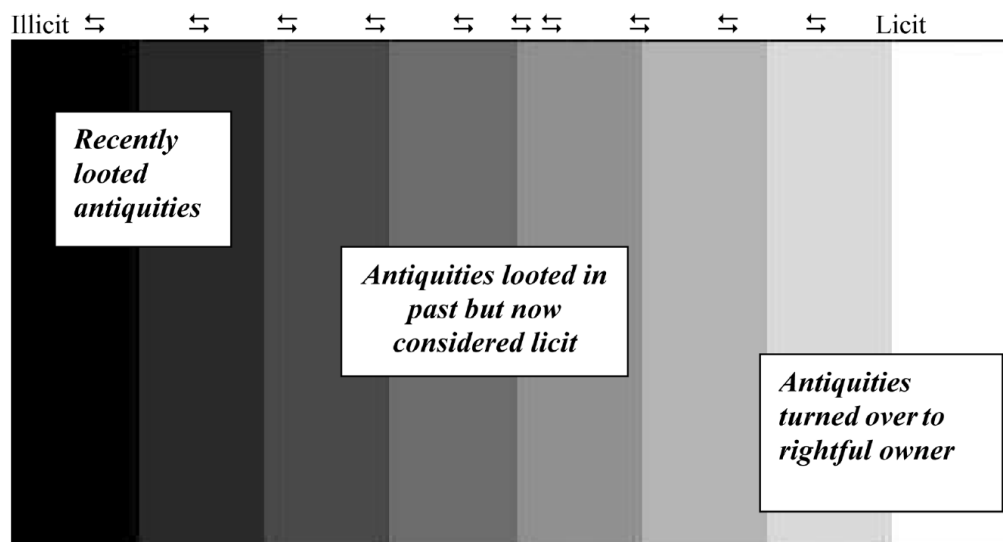 Illicit ⇆ ⇆ ⇆ ⇆ ⇆ ⇆ ⇆ ⇆ ⇆ ⇆ Licit
Recently
looted
antiquities
Antiquities looted in
past but now
considered licit
Antiquities
turned over to
rightful owner